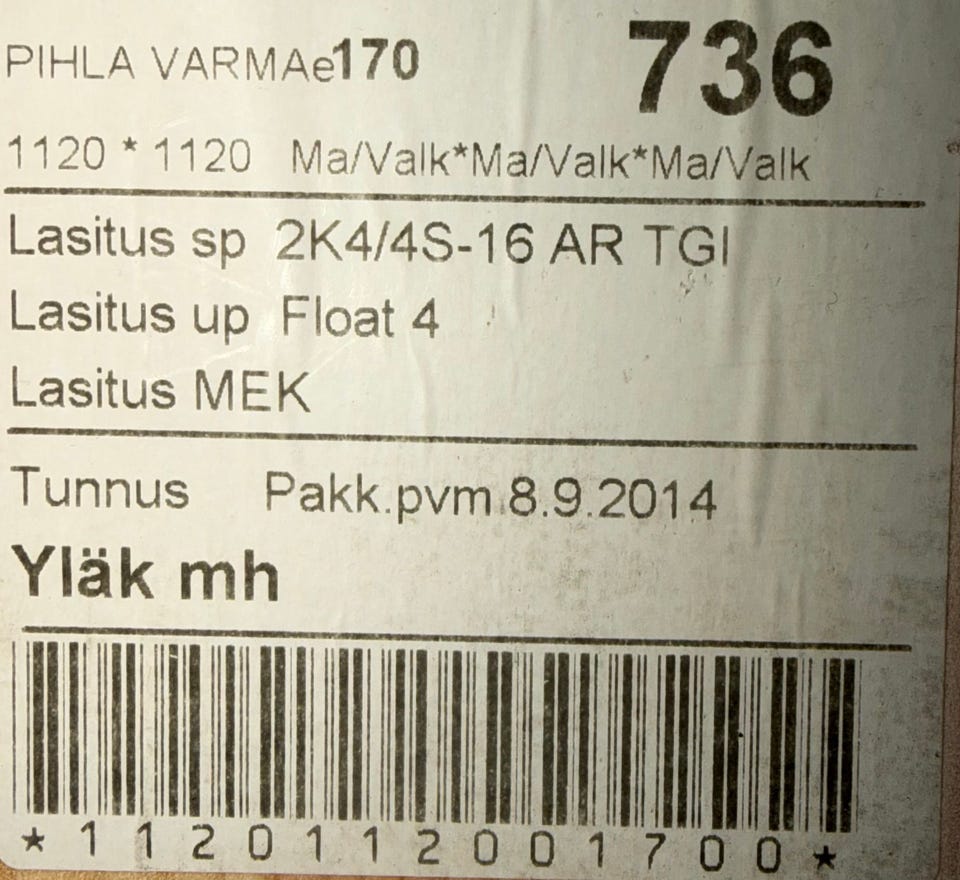 PIHLA VARMAe170 736
1120 * 1120 Ma/Valk*Ma/Valk*Ma/Valk
Lasitus sp 2K4/4S-16 AR TGI
Lasitus up Float 4
Lasitus MEK
Tunnus Pakk.pvm 8.9.2014
Yläk mh
*1120112001700*